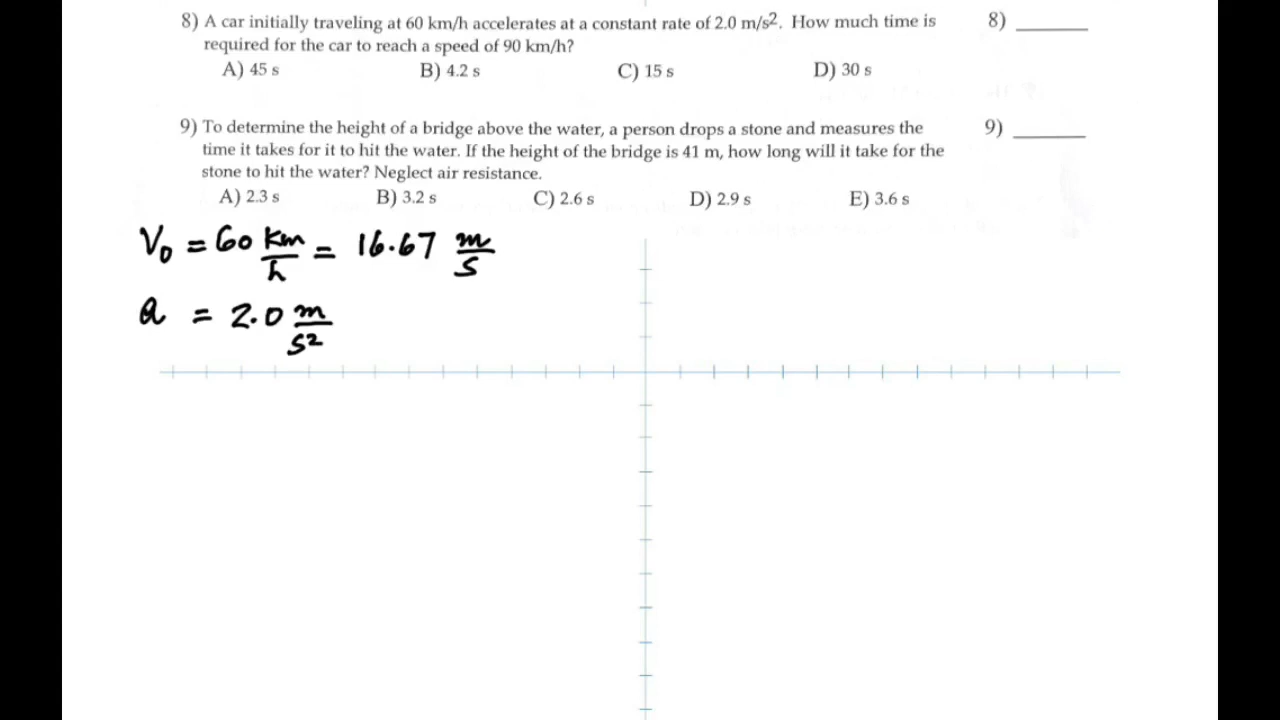 8) A car initially traveling at 60 km/h accelerates at a constant rate of 2.0 m/s². How much time is 8) ________
required for the car to reach a speed of 90 km/h?
A) 45 s B) 4.2 s C) 15 s D) 30 s
9) To determine the height of a bridge above the water, a person drops a stone and measures the 9) ________
time it takes for it to hit the water. If the height of the bridge is 41 m, how long will it take for the
stone to hit the water? Neglect air resistance.
A) 2.3 s B) 3.2 s C) 2.6 s D) 2.9 s E) 3.6 s
V₀ = 60 km/h = 16.67 m/s
a = 2.0 m/s²